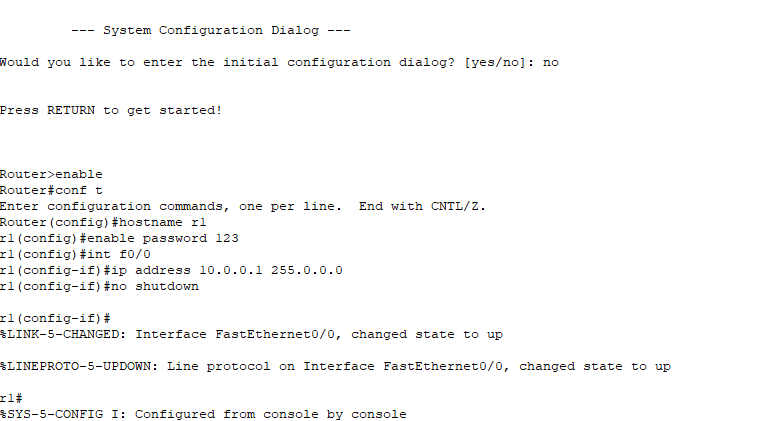 --- System Configuration Dialog ---
Would you like to enter the initial configuration dialog? [yes/no]: no
Press RETURN to get started!
Router>enable
Router#conf t
Enter configuration commands, one per line.  End with CNTL/Z.
Router(config)#hostname r1
r1(config)#enable password 123
r1(config)#int f0/0
r1(config-if)#ip address 10.0.0.1 255.0.0.0
r1(config-if)#no shutdown
r1(config-if)#
%LINK-5-CHANGED: Interface FastEthernet0/0, changed state to up
%LINEPROTO-5-UPDOWN: Line protocol on Interface FastEthernet0/0, changed state to up
r1#
%SYS-5-CONFIG I: Configured from console by console